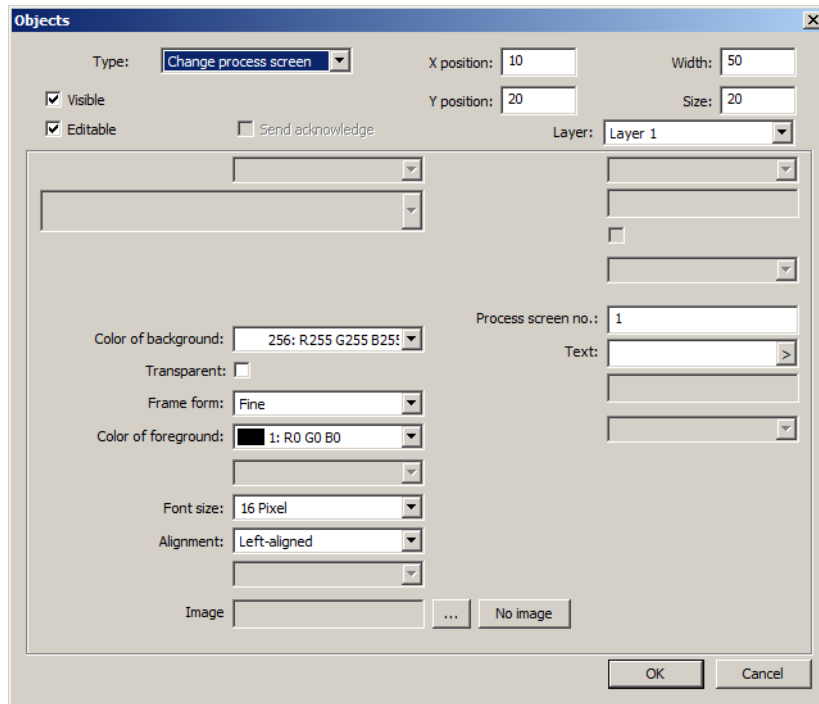 Objects
Type: Change process screen X position: 10 Width: 50
Visible Y position: 20 Size: 20
Editable Send acknowledge Layer: Layer 1
Process screen no.: 1
Color of background: 256: R255 G255 B255
Text: >
Transparent:
Frame form: Fine
Color of foreground: 1: R0 G0 B0
Font size: 16 Pixel
Alignment: Left-aligned
Image ... No image
OK Cancel